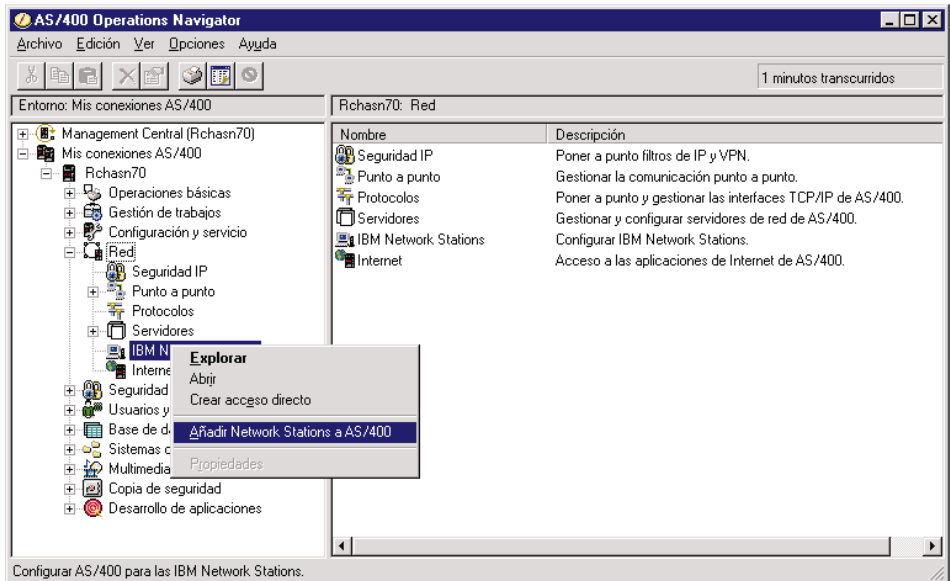 AS/400 Operations Navigator
Archivo Edición Ver Opciones Ayuda
1 minutos transcurridos
Entorno: Mis conexiones AS/400
Rchasn70: Red
Management Central (Rchasn70)
Mis conexiones AS/400
Rchasn70
Operaciones básicas
Gestión de trabajos
Configuración y servicio
Red
Seguridad IP
Punto a punto
Protocolos
Servidores
IBM N
Interne
Seguridad
Usuarios y
Base de d
Sistemas
Multimedia
Copia de seguridad
Desarrollo de aplicaciones
Explorar
Abrir
Crear acceso directo
Añadir Network Stations a AS/400
Propiedades
Nombre Descripción
Seguridad IP Poner a punto filtros de IP y VPN.
Punto a punto Gestionar la comunicación punto a punto.
Protocolos Poner a punto y gestionar las interfaces TCP/IP de AS/400.
Servidores Gestionar y configurar servidores de red de AS/400.
IBM Network Stations Configurar IBM Network Stations.
Internet Acceso a las aplicaciones de Internet de AS/400.
Configurar AS/400 para las IBM Network Stations.